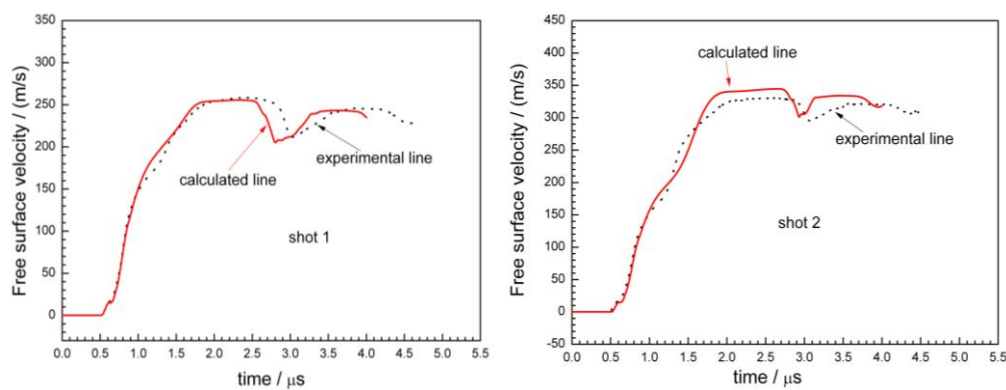 350
300
250
200
150
100
50
0
Free surface velocity / (m/s)
calculated line
experimental line
shot 1
0.0 0.5 1.0 1.5 2.0 2.5 3.0 3.5 4.0 4.5 5.0 5.5
time / μs
450
400
350
300
250
200
150
100
50
0
-50
Free surface velocity / (m/s)
calculated line
experimental line
shot 2
0.0 0.5 1.0 1.5 2.0 2.5 3.0 3.5 4.0 4.5 5.0 5.5
time / μs